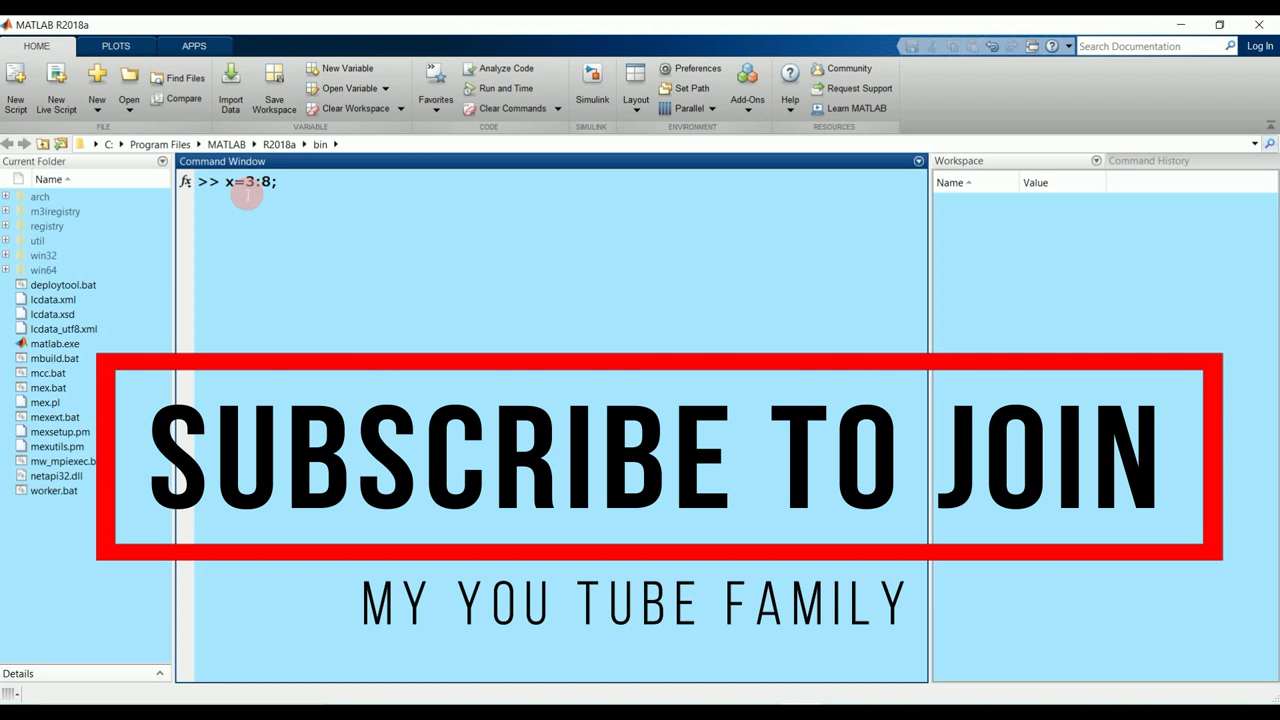 MATLAB R2018a
HOME PLOTS APPS
Search Documentation Log In
New Script
New Live Script
New
Open
Find Files
Compare
FILE
Import Data
Save Workspace
New Variable
Open Variable
Clear Workspace
VARIABLE
Favorites
Analyze Code
Run and Time
Clear Commands
CODE
Simulink
SIMULINK
Layout
Preferences
Set Path
Parallel
Add-Ons
ENVIRONMENT
Help
Community
Request Support
Learn MATLAB
RESOURCES
C: Program Files MATLAB R2018a bin
Current Folder
Name
arch
m3iregistry
registry
util
win32
win64
deploytool.bat
lcdata.xml
lcdata.xsd
lcdata_utf8.xml
matlab.exe
mbuild.bat
mcc.bat
mex.bat
mex.pl
mexext.bat
mexsetup.pm
mexutils.pm
mw_mpiexec.b
netapi32.dll
worker.bat
Details
Command Window
fx >> x=3:8;
Workspace
Command History
Name Value
SUBSCRIBE TO JOIN
MY YOU TUBE FAMILY